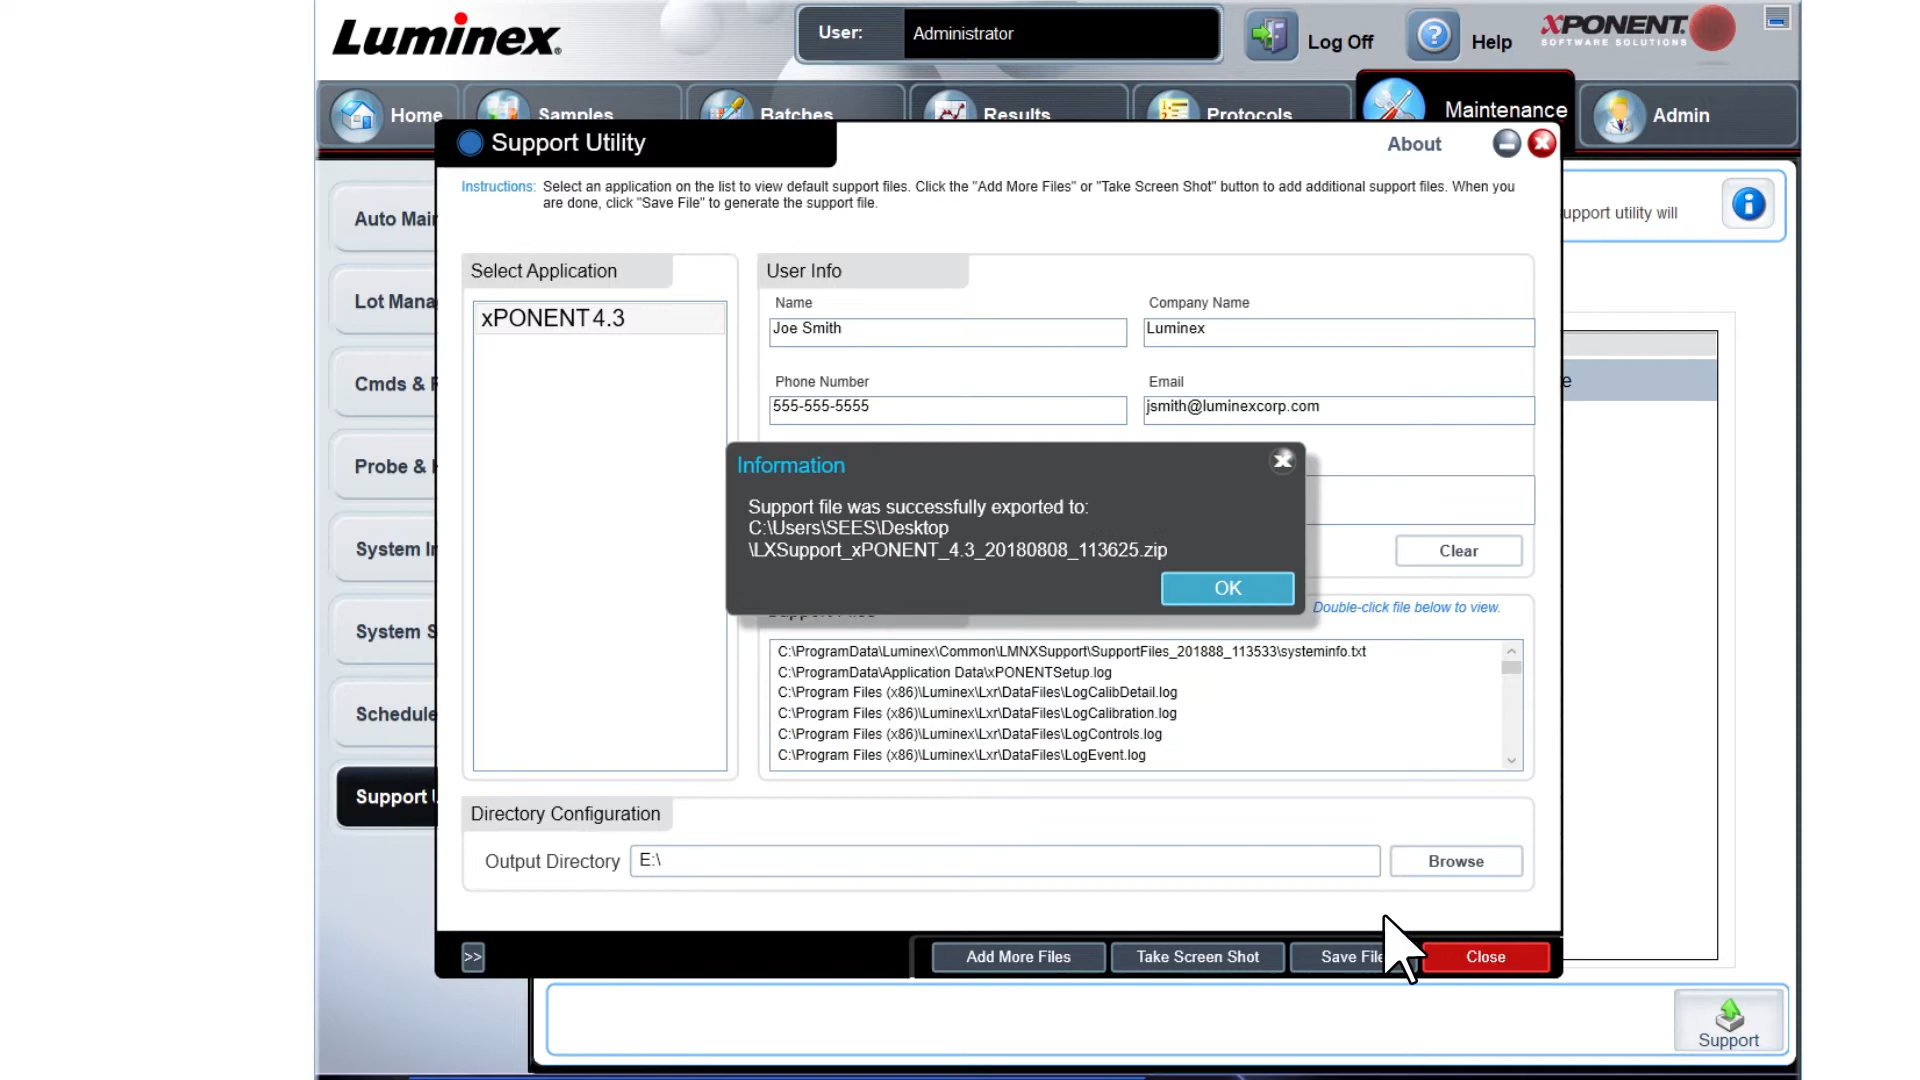 Luminex
User:
Administrator
Log Off
Help
XPONENT
SOFTWARE SOLUTIONS
Home
Samples
Batches
Results
Protocols
Maintenance
Admin
Support Utility
About
Instructions: Select an application on the list to view default support files. Click the "Add More Files" or "Take Screen Shot" button to add additional support files. When you
are done, click "Save File" to generate the support file.
upport utility will
Auto Main
Lot Mana
Cmds &
Probe &
System
System S
Schedule
Support
Select Application
xPONENT 4.3
User Info
Name
Company Name
Joe Smith
Luminex
Phone Number
Email
555-555-5555
jsmith@luminexcorp.com
e
Information
Support file was successfully exported to:
C:\Users\SEES\Desktop
\LXSupport_xPONENT_4.3_20180808_113625.zip
OK
Clear
Double-click file below to view.
C:\ProgramData\Luminex\Common\LMNXSupport\SupportFiles_201888_113533\systeminfo.txt
C:\ProgramData\Application Data\xPONENTSetup.log
C:\Program Files (x86)\Luminex\Lxr\DataFiles\LogCalibDetail.log
C:\Program Files (x86)\Luminex\Lxr\DataFiles\LogCalibration.log
C:\Program Files (x86)\Luminex\Lxr\DataFiles\LogControls.log
C:\Program Files (x86)\Luminex\Lxr\DataFiles\LogEvent.log
Directory Configuration
Output Directory
E:\
Browse
>>
Add More Files
Take Screen Shot
Save File
Close
Support